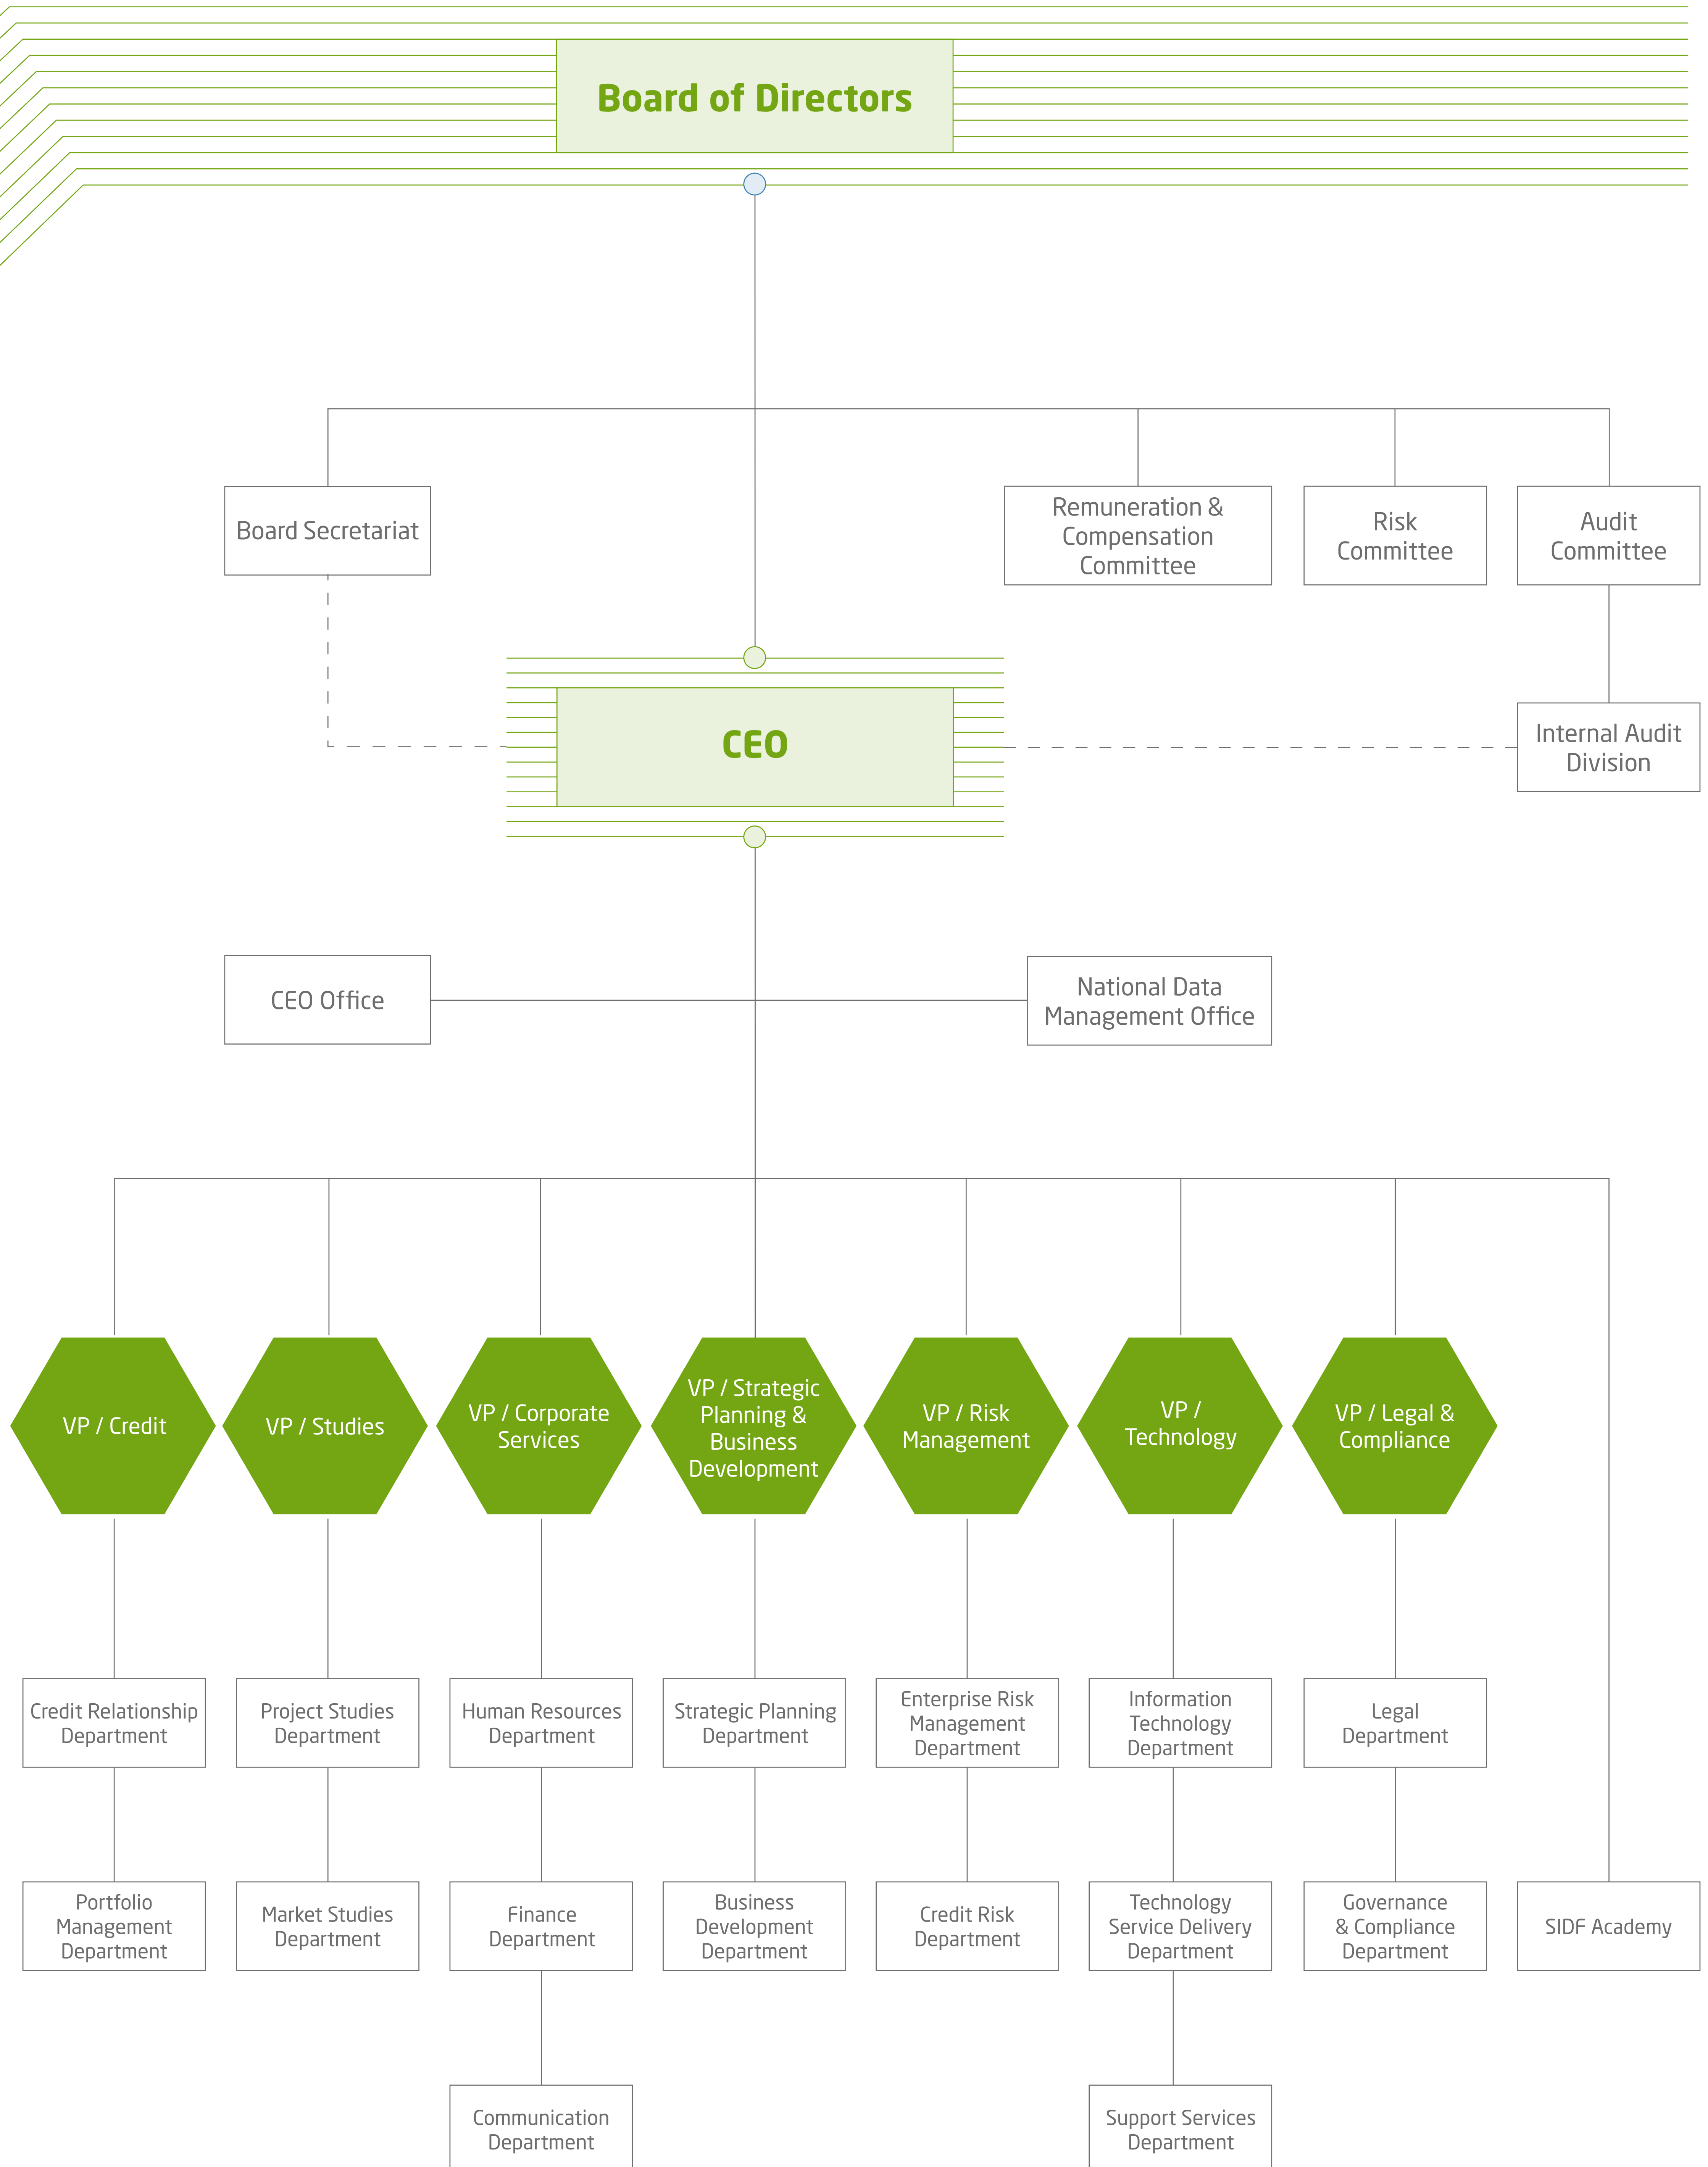 Board of Directors
Board Secretariat
Remuneration &
Compensation
Committee
Risk
Committee
Audit
Committee
CEO
Internal Audit
Division
CEO Office
National Data
Management Office
VP / Credit
VP / Studies
VP / Corporate
Services
VP / Strategic
Planning &
Business
Development
VP / Risk
Management
VP /
Technology
VP / Legal &
Compliance
Credit Relationship
Department
Project Studies
Department
Human Resources
Department
Strategic Planning
Department
Enterprise Risk
Management
Department
Information
Technology
Department
Legal
Department
Portfolio
Management
Department
Market Studies
Department
Finance
Department
Business
Development
Department
Credit Risk
Department
Technology
Service Delivery
Department
Governance
& Compliance
Department
SIDF Academy
Communication
Department
Support Services
Department